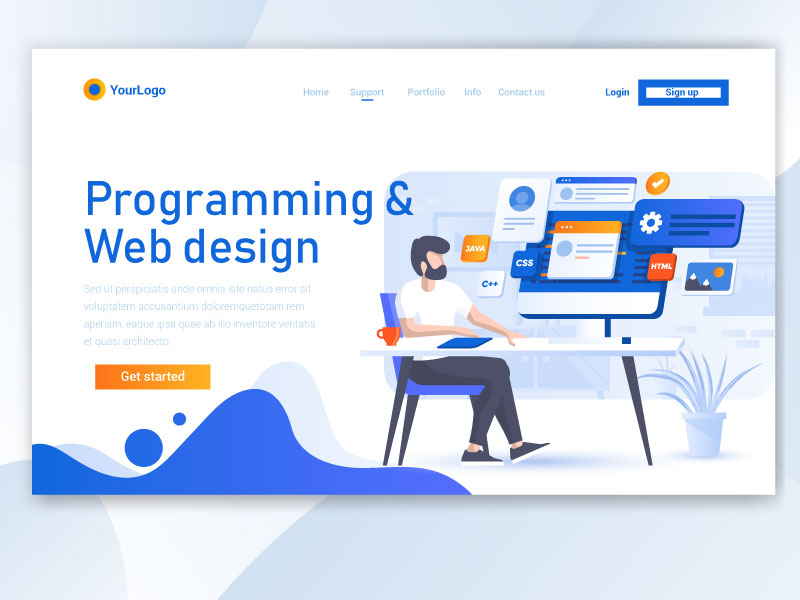 YourLogo
Home Support Portfolio Info Contact us
Login Sign up
Programming &
Web design
Sed ut perspiciatis unde omnis iste natus error sit
voluptatem accusantium doloremquetotam rem
aperiam, eaque ipsa quae ab illo inventore veritatis
et quasi architecto.
Get started
JAVA
CSS
C++
HTML